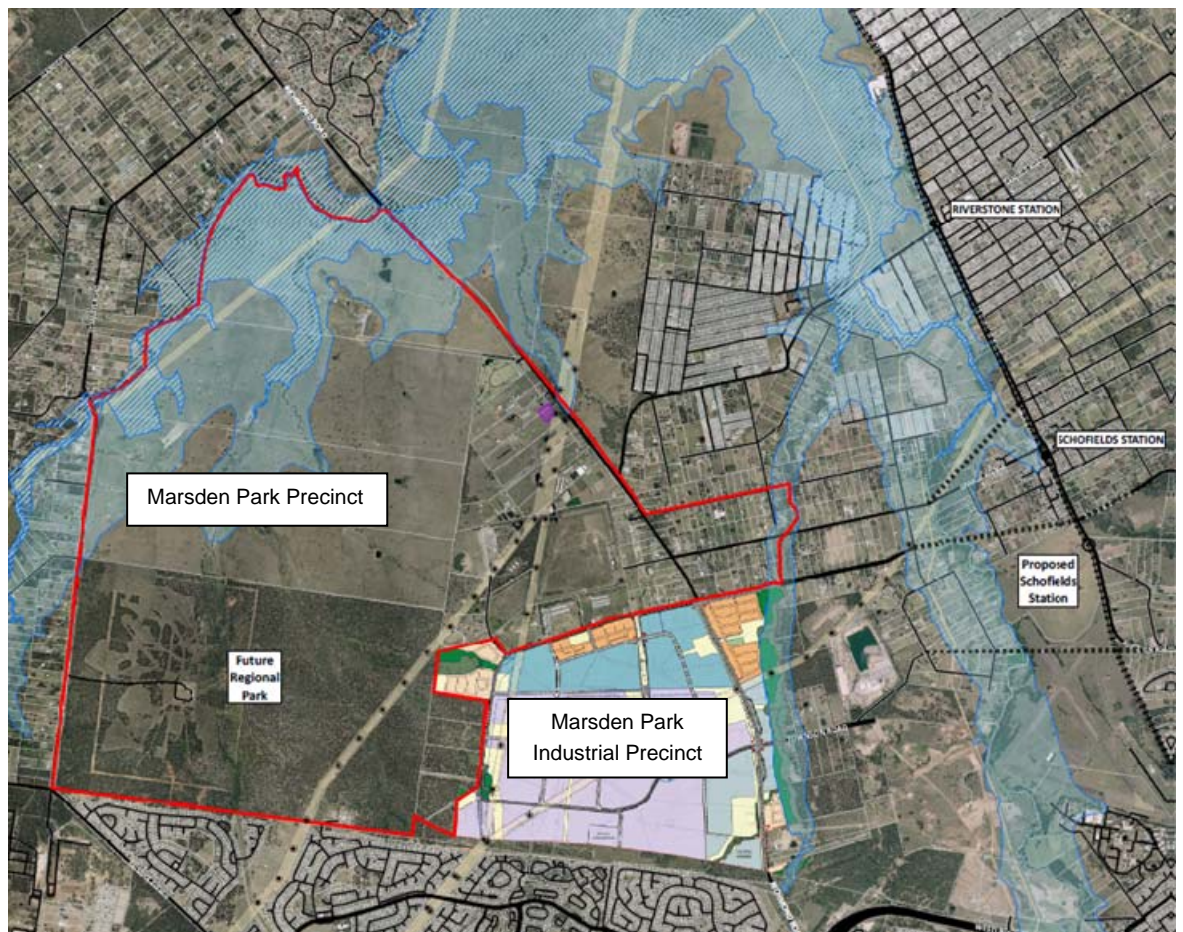 RIVERSTONE STATION
SCHOFIELDS STATION
Marsden Park Precinct
Proposed
Schofields
Station
Future
Regional
Park
Marsden Park
Industrial Precinct